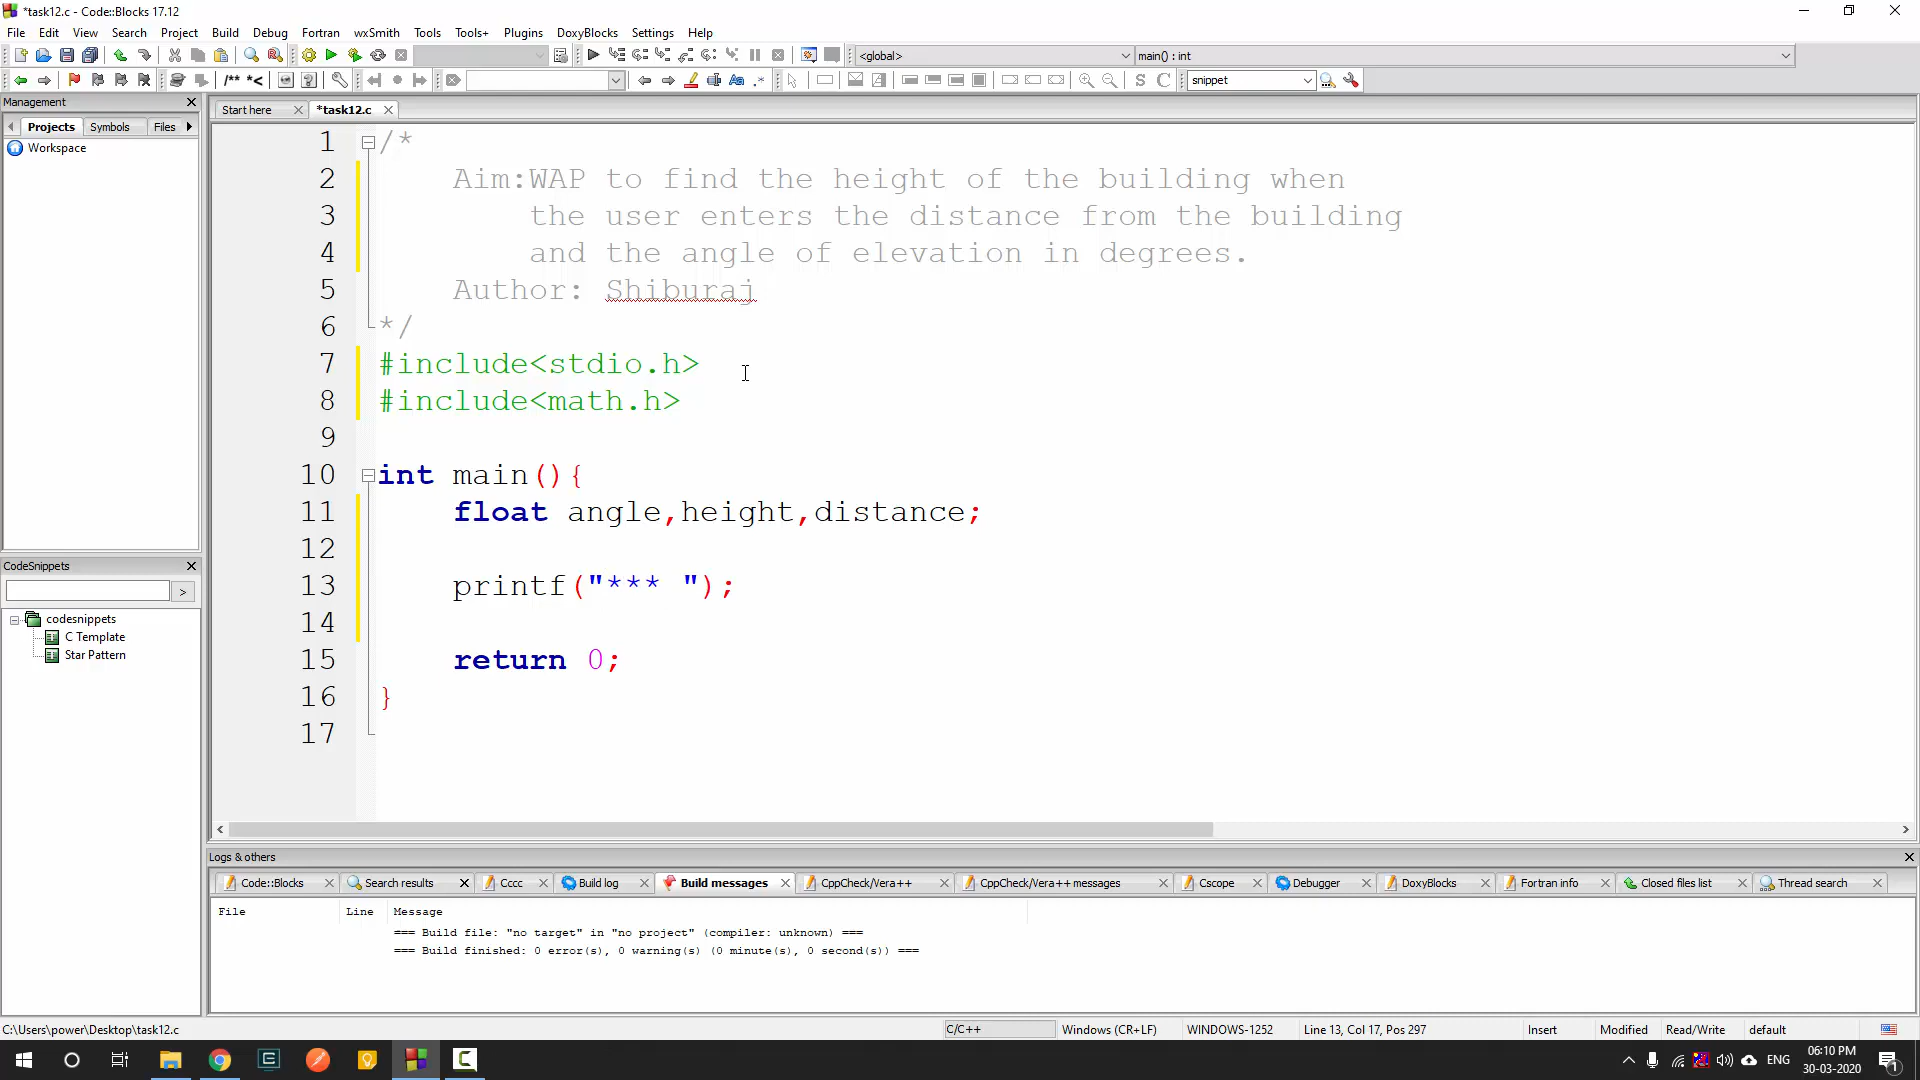 *task12.c - Code::Blocks 17.12
File Edit View Search Project Build Debug Fortran wxSmith Tools Tools+ Plugins DoxyBlocks Settings Help
<global> main() : int
/** *< snippet
Management
Projects Symbols Files
Workspace
CodeSnippets
>
codesnippets
C Template
Star Pattern
Start here *task12.c
1 /*
2 Aim:WAP to find the height of the building when
3 the user enters the distance from the building
4 and the angle of elevation in degrees.
5 Author: Shiburaj
6 */
7 #include<stdio.h>
8 #include<math.h>
9
10 int main(){
11 float angle,height,distance;
12
13 printf("*** ");
14
15 return 0;
16 }
17
Logs & others
Code::Blocks Search results Cccc Build log Build messages CppCheck/Vera++ CppCheck/Vera++ messages Cscope Debugger DoxyBlocks Fortran info Closed files list Thread search
File Line Message
=== Build file: "no target" in "no project" (compiler: unknown) ===
=== Build finished: 0 error(s), 0 warning(s) (0 minute(s), 0 second(s)) ===
C:\Users\power\Desktop\task12.c C/C++ Windows (CR+LF) WINDOWS-1252 Line 13, Col 17, Pos 297 Insert Modified Read/Write default
ENG 06:10 PM
30-03-2020
1